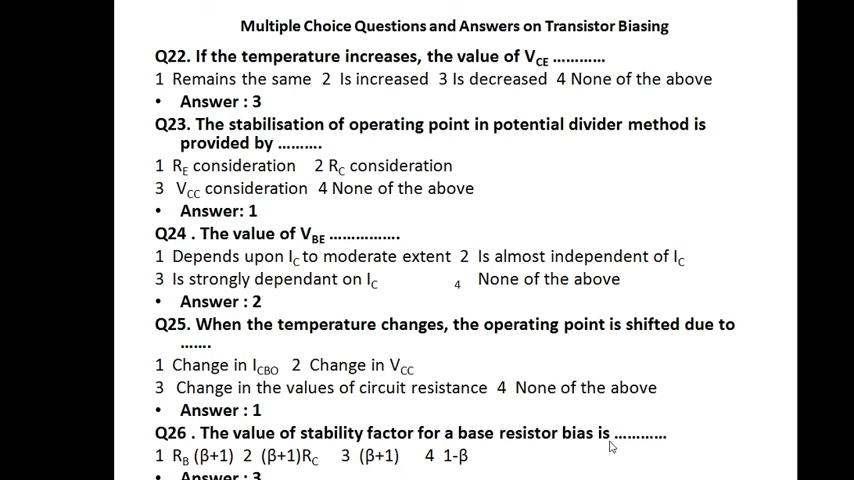 Multiple Choice Questions and Answers on Transistor Biasing
Q22. If the temperature increases, the value of VCE …………
1 Remains the same 2 Is increased 3 Is decreased 4 None of the above
• Answer : 3
Q23. The stabilisation of operating point in potential divider method is
provided by ……….
1 RE consideration 2 RC consideration
3 VCC consideration 4 None of the above
• Answer: 1
Q24 . The value of VBE …………….
1 Depends upon IC to moderate extent 2 Is almost independent of IC
3 Is strongly dependant on IC 4 None of the above
• Answer : 2
Q25. When the temperature changes, the operating point is shifted due to
…….
1 Change in ICBO 2 Change in VCC
3 Change in the values of circuit resistance 4 None of the above
• Answer : 1
Q26 . The value of stability factor for a base resistor bias is …………
1 RB (β+1) 2 (β+1)RC 3 (β+1) 4 1-β
• Answer : 3